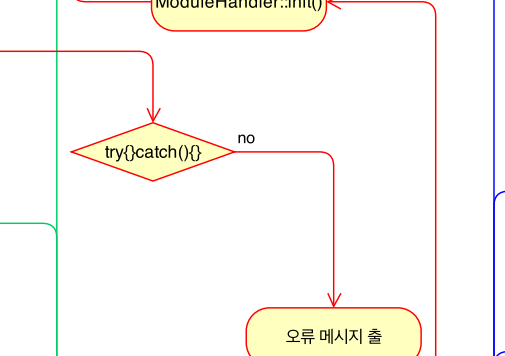 ModuleHandler::init()
no
try{}catch(){}
오류 메시지 출